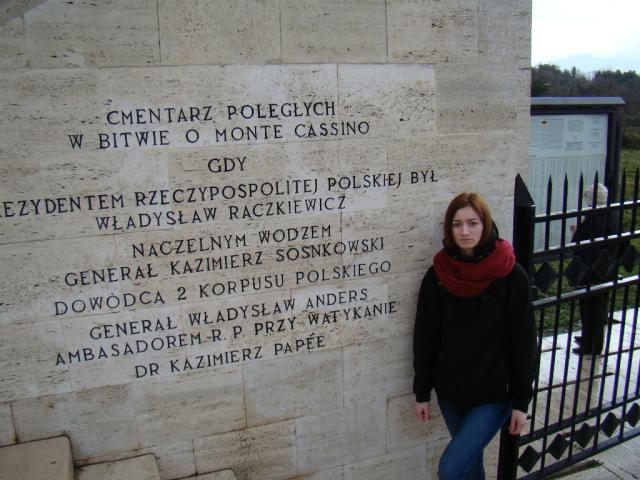 CMENTARZ POLEGŁYCH
W BITWIE O MONTE CASSINO
GDY
REZYDENTEM RZECZYPOSPOLITEJ POLSKIEJ BYŁ
WŁADYSŁAW RACZKIEWICZ
NACZELNYM WODZEM
GENERAŁ KAZIMIERZ SOSNKOWSKI
DOWÓDCĄ 2 KORPUSU POLSKIEGO
GENERAŁ WŁADYSŁAW ANDERS
AMBASADOREM R. P. PRZY WATYKANIE
DR KAZIMIERZ PAPÉE